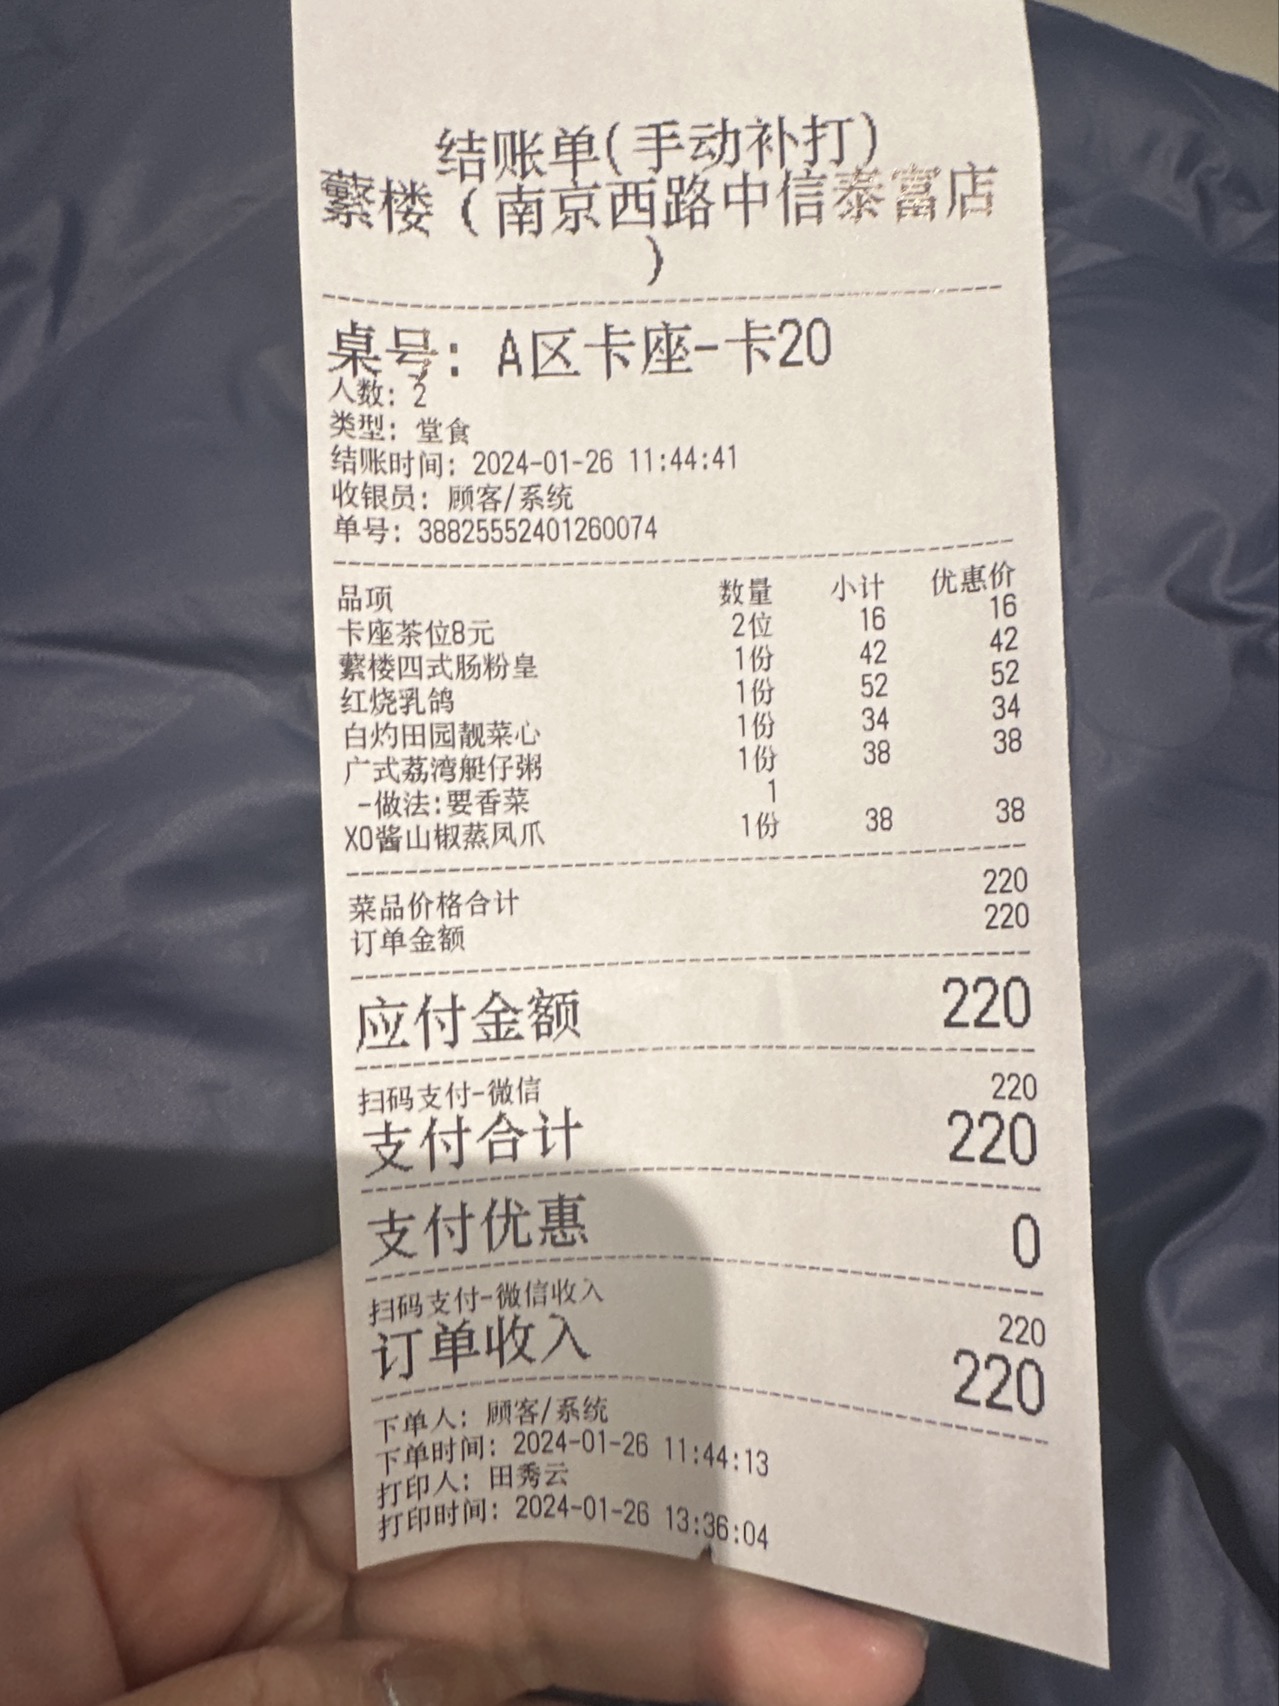 结账单(手动补打)
蘩楼（南京西路中信泰富店
）
桌号: A区卡座-卡20
人数: 2
类型: 堂食
结账时间: 2024-01-26 11:44:41
收银员: 顾客/系统
单号: 38825552401260074
品项 数量 小计 优惠价
卡座茶位8元 2位 16 16
蘩楼四式肠粉皇 1份 42 42
红烧乳鸽 1份 52 52
白灼田园靓菜心 1份 34 34
广式荔湾艇仔粥 1份 38 38
-做法:要香菜 1
XO酱山椒蒸凤爪 1份 38 38
菜品价格合计 220
订单金额 220
应付金额 220
扫码支付-微信 220
支付合计 220
支付优惠 0
扫码支付-微信收入 220
订单收入 220
下单人: 顾客/系统
下单时间: 2024-01-26 11:44:13
打印人: 田秀云
打印时间: 2024-01-26 13:36:04